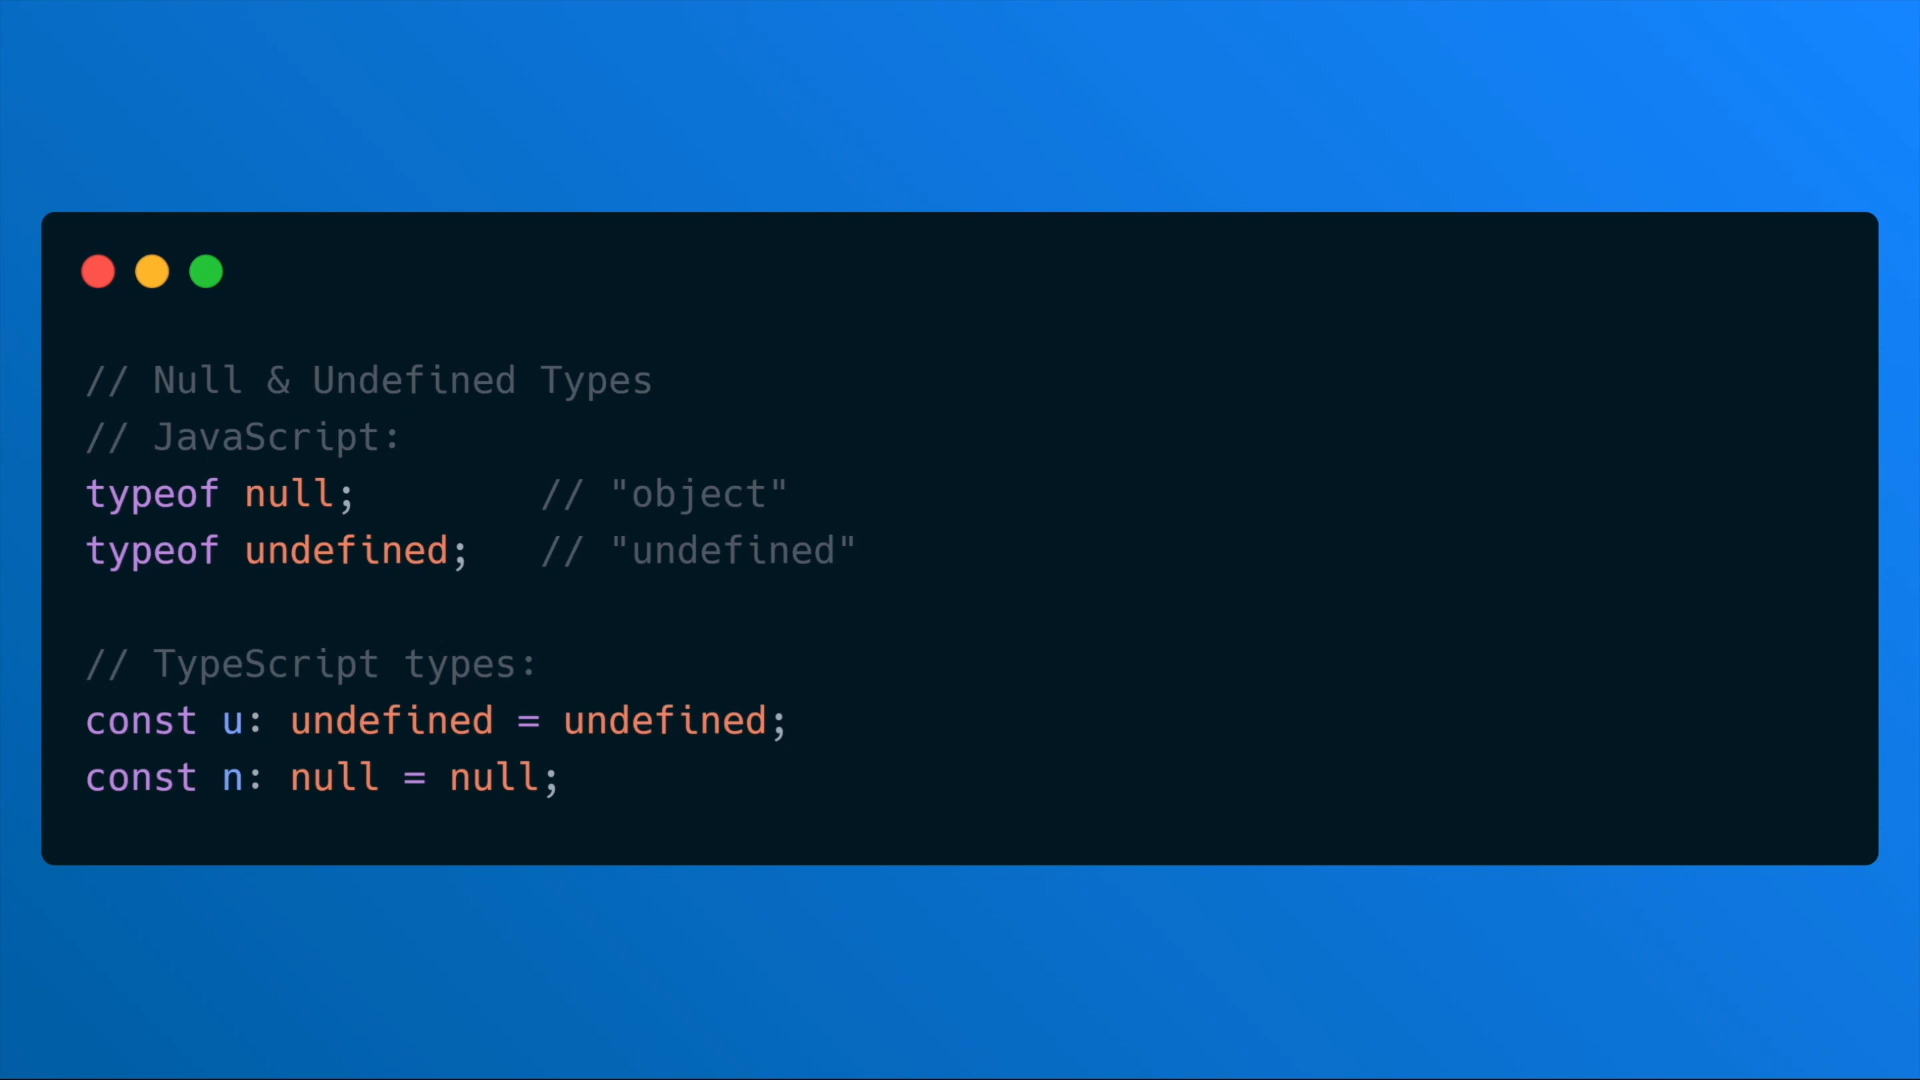 // Null & Undefined Types
// JavaScript:
typeof null;        // "object"
typeof undefined;   // "undefined"
// TypeScript types:
const u: undefined = undefined;
const n: null = null;